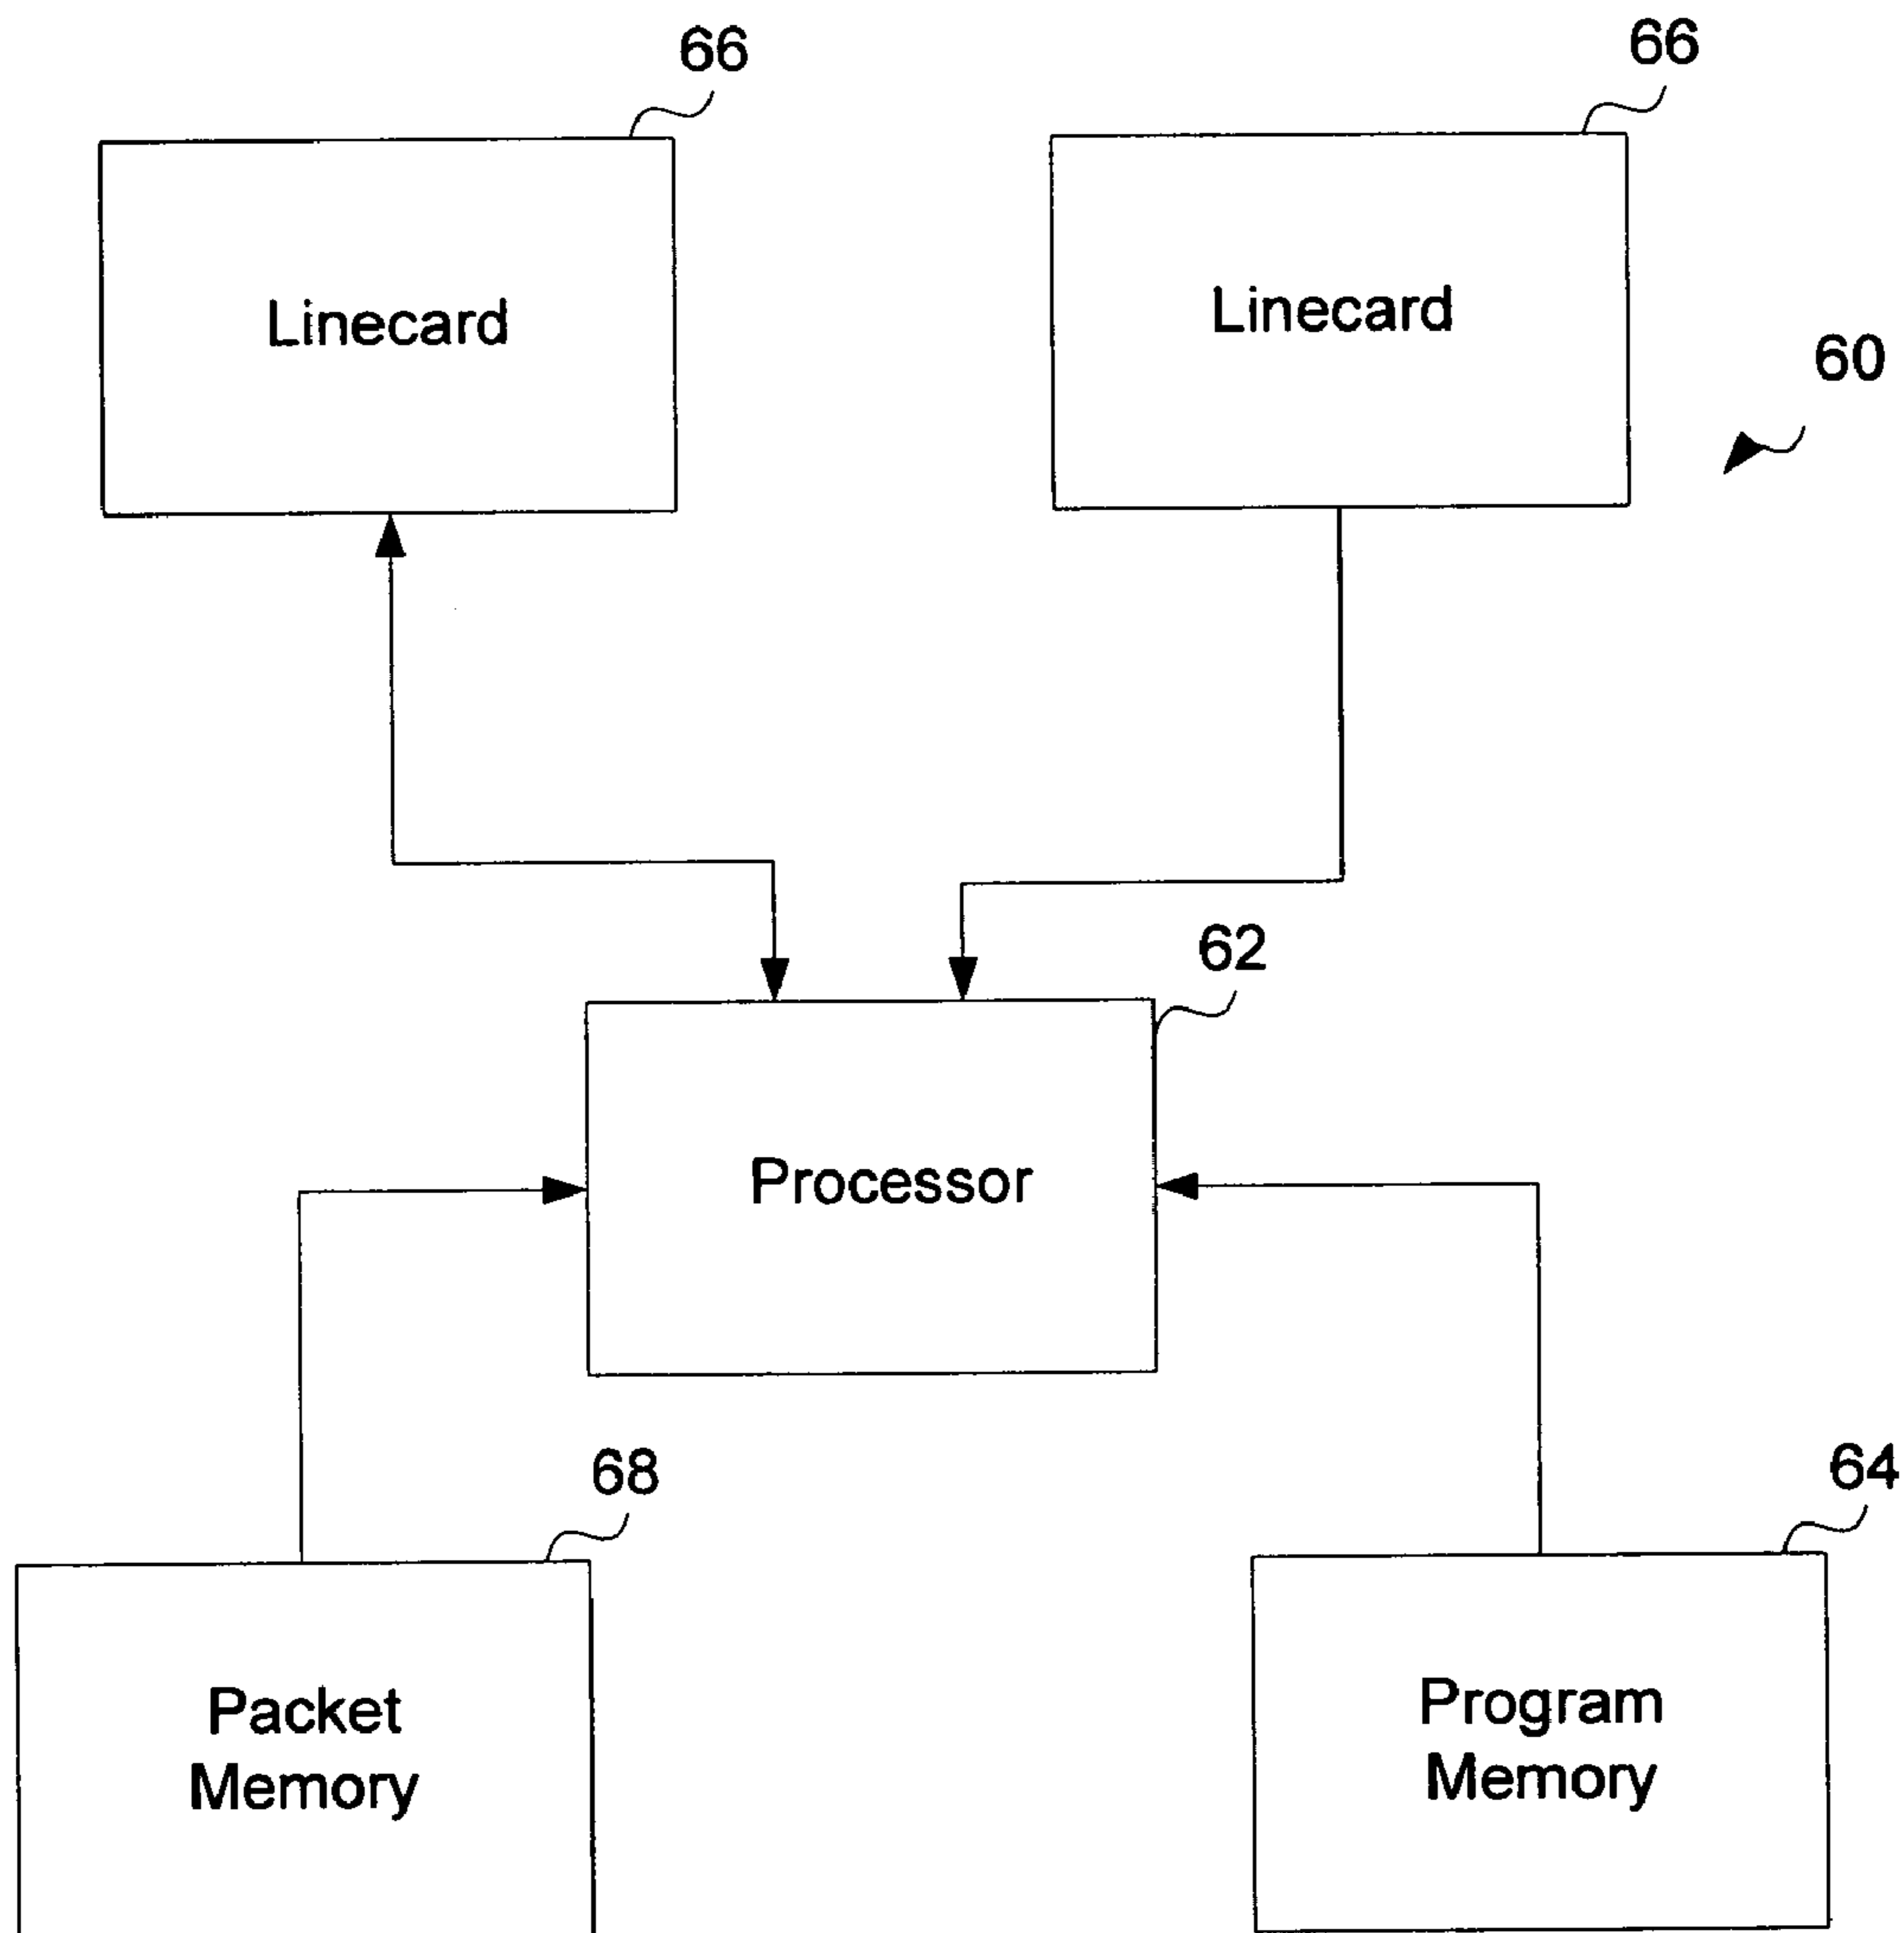 66
66
Linecard
Linecard
60
62
Processor
68
64
Packet
Memory
Program
Memory